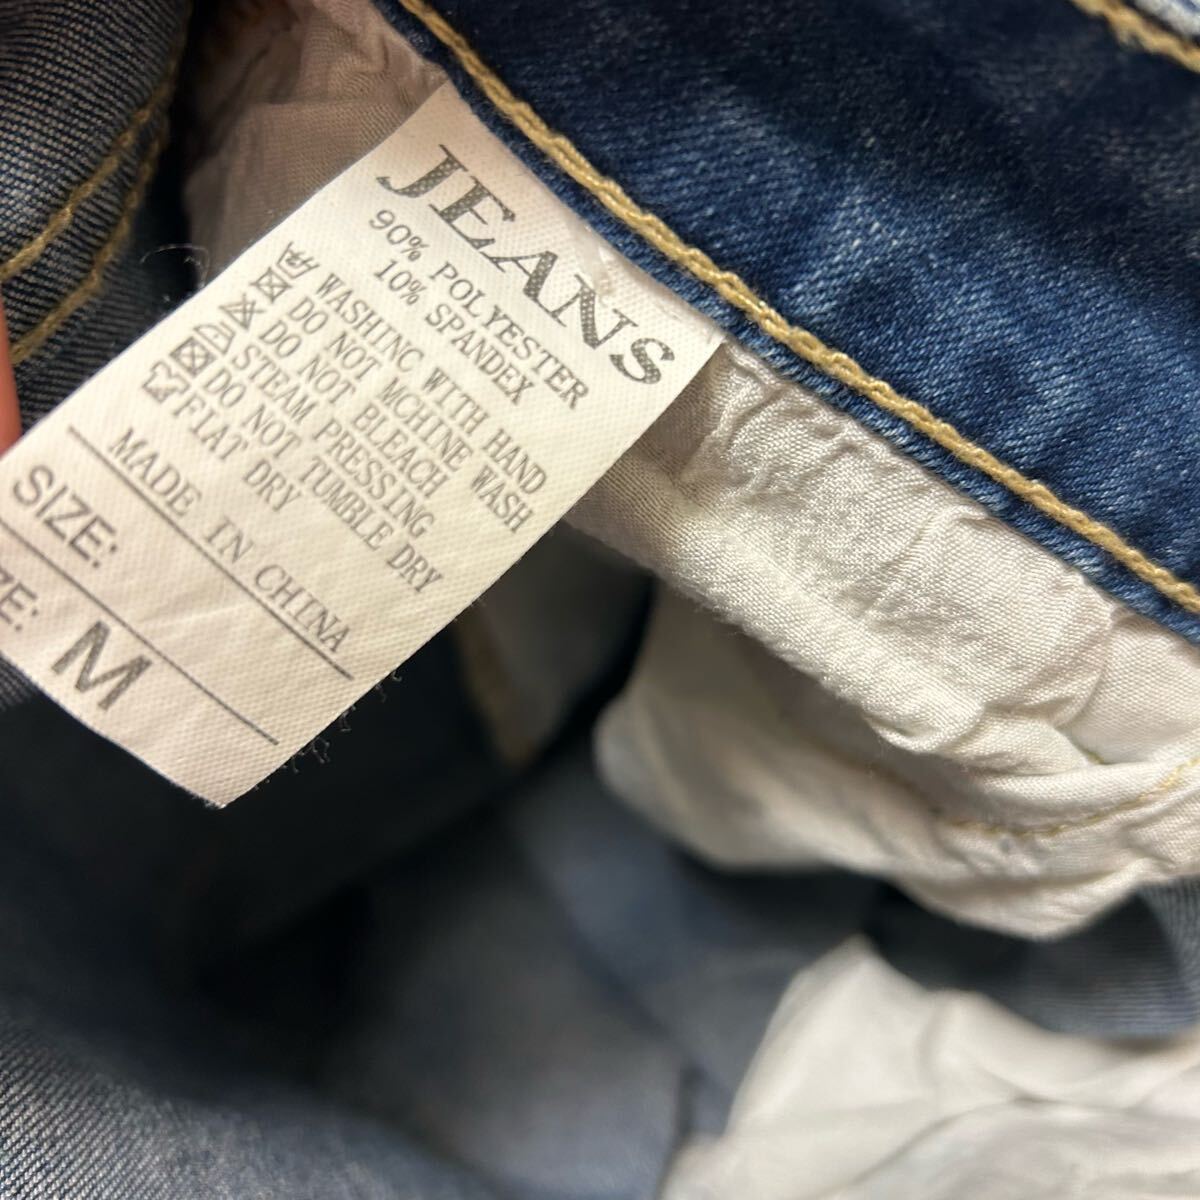 JEANS
90% POLYESTER
10% SPANDEX
WASHINC WITH HAND
DO NOT MCHINE WASH
DO NOT BLEACH
STEAM PRESSING
DO NOT TUMBLE DRY
FLAT DRY
MADE IN CHINA
SIZE:
ZE: M